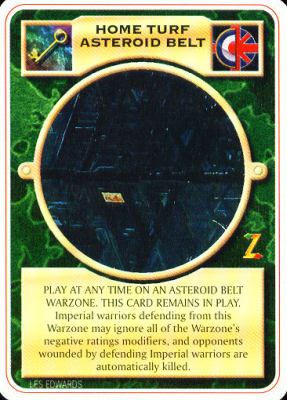 HOME TURF
ASTEROID BELT
PLAY AT ANY TIME ON AN ASTEROID BELT
WARZONE. THIS CARD REMAINS IN PLAY.
Imperial warriors defending from this
Warzone may ignore all of the Warzone's
negative ratings modifiers, and opponents
wounded by defending Imperial warriors are
automatically killed.
LES EDWARDS